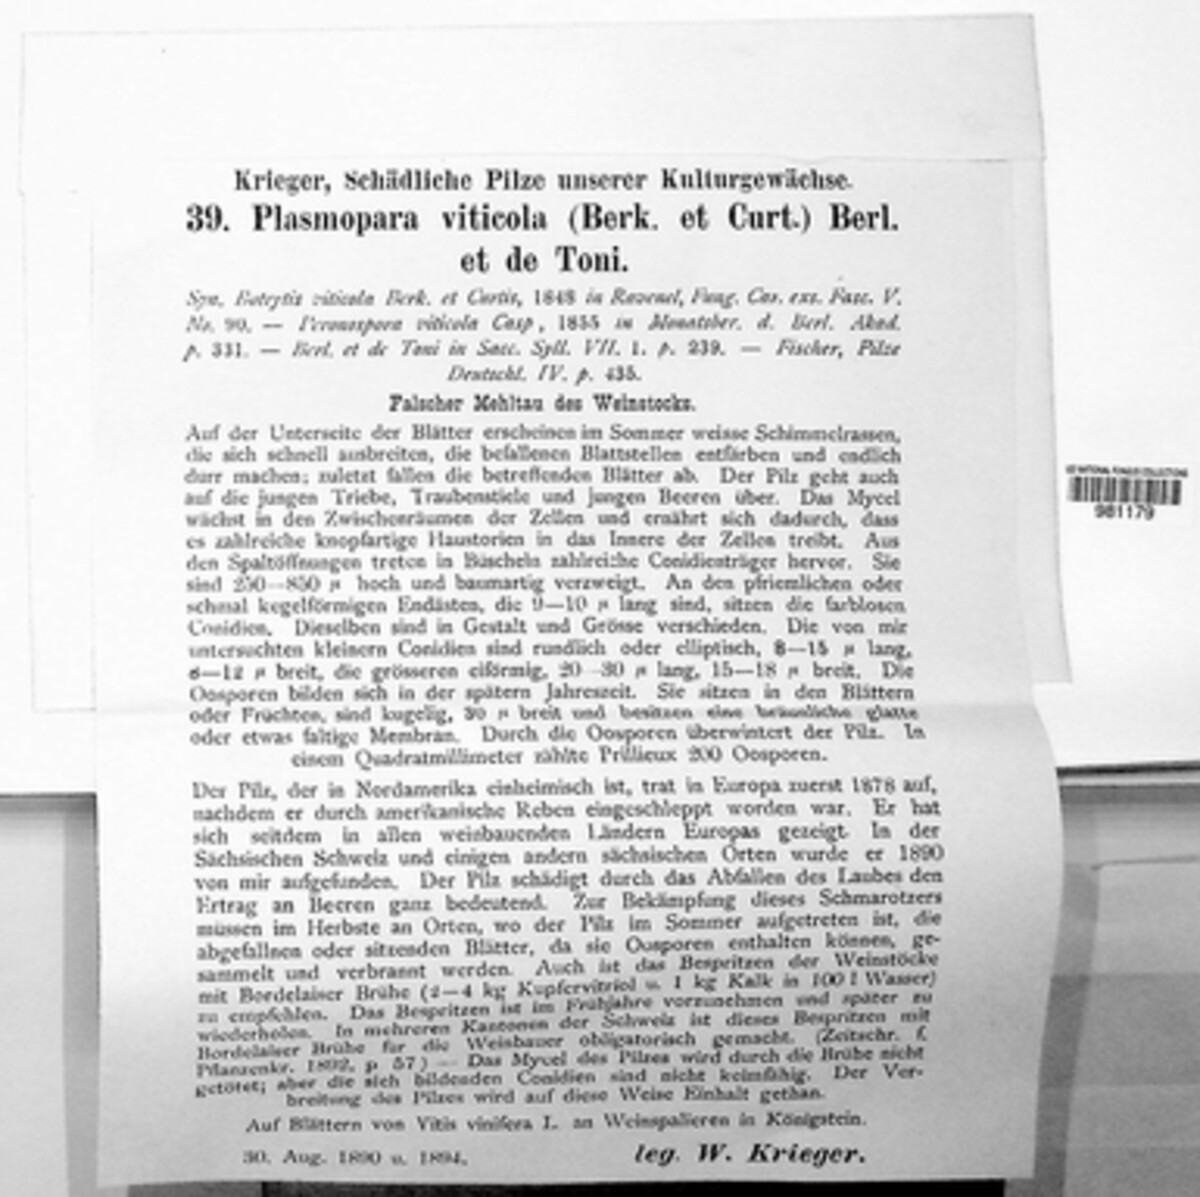 Krieger, Schädliche Pilze unserer Kulturgewächse.
39. Plasmopara viticola (Berk. et Curt.) Berl.
et de Toni.
Syn. Botrytis viticola Berk. et Curtis, 1848 in Ravenel, Fung. Car. exs. Fasc. V.
No. 90. — Peronospora viticola Casp, 1855 in Monatsber. d. Berl. Akad.
p. 331. — Berl. et de Toni in Sacc. Syll. VII. 1. p. 239. — Fischer, Pilze
Deutschl. IV. p. 435.
Falscher Mehltau des Weinstocks.
Auf der Unterseite der Blätter erscheinen im Sommer weisse Schimmelrassen,
die sich schnell ausbreiten, die befallenen Blattstellen entfärben und endlich
dürr machen; zuletzt fallen die betreffenden Blätter ab. Der Pilz geht auch
auf die jungen Triebe, Traubenstiele und jungen Beeren über. Das Mycel
wächst in den Zwischenräumen der Zellen und ernährt sich dadurch, dass
es zahlreiche knopfartige Haustorien in das Innere der Zellen treibt. Aus
den Spaltöffnungen treten in Büscheln zahlreiche Conidienträger hervor. Sie
sind 250—850 µ hoch und baumartig verzweigt. An den pfriemlichen oder
schmal kegelförmigen Endästen, die 9—10 µ lang sind, sitzen die farblosen
Conidien. Dieselben sind in Gestalt und Grösse verschieden. Die von mir
untersuchten kleinern Conidien sind rundlich oder elliptisch, 8—15 µ lang,
6—12 µ breit, die grösseren eiförmig, 20—30 µ lang, 15—18 µ breit. Die
Oosporen bilden sich in der spätern Jahreszeit. Sie sitzen in den Blättern
oder Früchten, sind kugelig, 30 µ breit und besitzen eine bräunliche glatte
oder etwas faltige Membran. Durch die Oosporen überwintert der Pilz. In
einem Quadratmillimeter zählte Prillieux 200 Oosporen.
Der Pilz, der in Nordamerika einheimisch ist, trat in Europa zuerst 1878 auf,
nachdem er durch amerikanische Reben eingeschleppt worden war. Er hat
sich seitdem in allen weinbauenden Ländern Europas gezeigt. In der
Sächsischen Schweiz und einigen andern sächsischen Orten wurde er 1890
von mir aufgefunden. Der Pilz schädigt durch das Abfallen des Laubes den
Ertrag an Beeren ganz bedeutend. Zur Bekämpfung dieses Schmarotzers
müssen im Herbste an Orten, wo der Pilz im Sommer aufgetreten ist, die
abgefallnen oder sitzenden Blätter, da sie Oosporen enthalten können, ge-
sammelt und verbrannt werden. Auch ist das Bespritzen der Weinstöcke
mit Bordelaiser Brühe (2—4 kg Kupfervitriol u. 1 kg Kalk in 100 l Wasser)
zu empfehlen. Das Bespritzen ist im Frühjahre vorzunehmen und später zu
wiederholen. In mehreren Kantonen der Schweiz ist dieses Bespritzen mit
Bordelaiser Brühe für die Weinbauer obligatorisch gemacht. (Zeitschr. f.
Pflanzenkr. 1892. p 57) — Das Mycel des Pilzes wird durch die Brühe nicht
getötet; aber die sich bildenden Conidien sind nicht keimfähig. Der Ver-
breitung des Pilzes wird auf diese Weise Einhalt gethan.
Auf Blättern von Vitis vinifera L. an Weinspalieren in Königstein.
30. Aug. 1890 u. 1894.
leg. W. Krieger.
US NATIONAL FUNGUS COLLECTIONS
981179